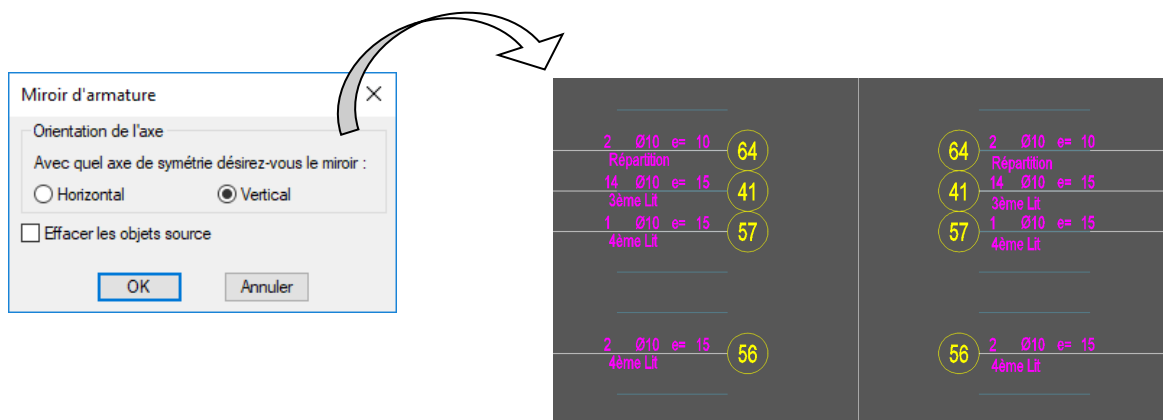 Miroir d'armature
Orientation de l'axe
Avec quel axe de symétrie désirez-vous le miroir :
Horizontal Vertical
Effacer les objets source
OK Annuler
2 Ø10 e= 10 64
Répartition
14 Ø10 e= 15 41
3ème Lit
1 Ø10 e= 15 57
4ème Lit
2 Ø10 e= 15 56
4ème Lit
64 2 Ø10 e= 10
Répartition
41 14 Ø10 e= 15
3ème Lit
57 1 Ø10 e= 15
4ème Lit
56 2 Ø10 e= 15
4ème Lit